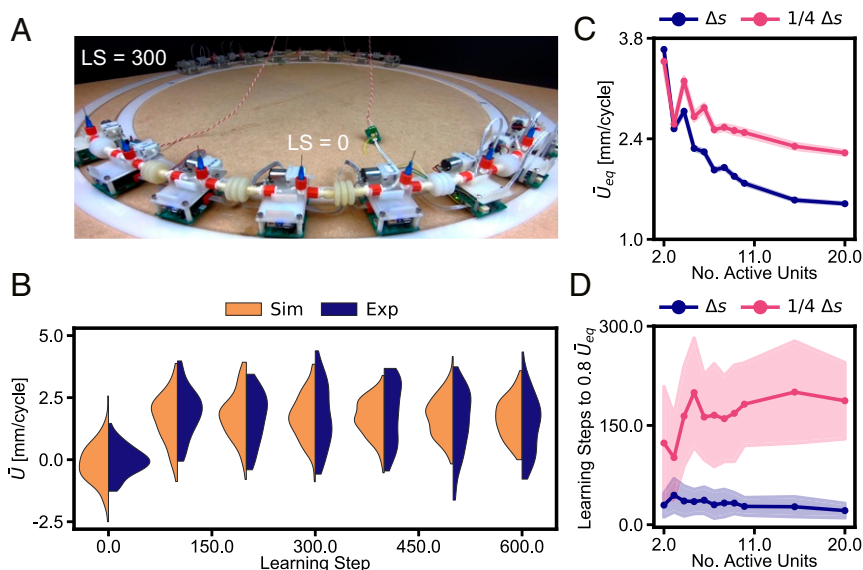 A
LS = 300
LS = 0
B
Sim
Exp
Ū [mm/cycle]
5.0
2.5
0.0
-2.5
0.0
150.0
300.0
450.0
600.0
Learning Step
C
Δs
1/4 Δs
Ū_eq [mm/cycle]
3.8
2.4
1.0
2.0
11.0
20.0
No. Active Units
D
Δs
1/4 Δs
Learning Steps to 0.8 Ū_eq
300.0
150.0
0.0
2.0
11.0
20.0
No. Active Units